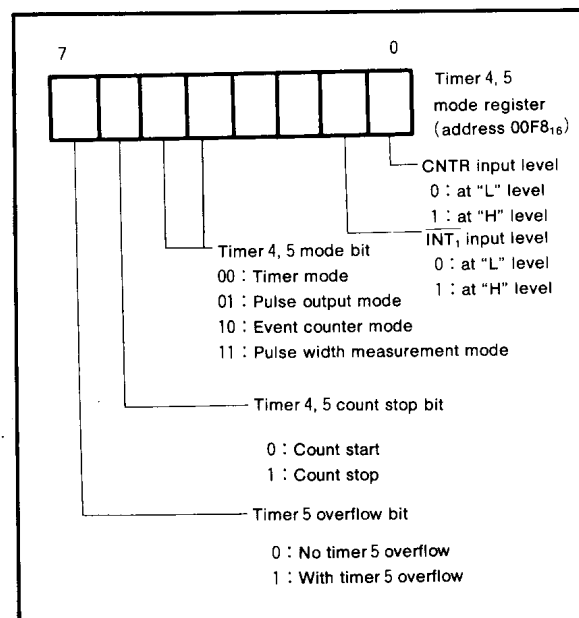 7 0
Timer 4, 5
mode register
(address 00F8₁₆)
CNTR input level
0 : at “L” level
1 : at “H” level
I̅N̅T̅₁ input level
0 : at “L” level
1 : at “H” level
Timer 4, 5 mode bit
00 : Timer mode
01 : Pulse output mode
10 : Event counter mode
11 : Pulse width measurement mode
Timer 4, 5 count stop bit
0 : Count start
1 : Count stop
Timer 5 overflow bit
0 : No timer 5 overflow
1 : With timer 5 overflow